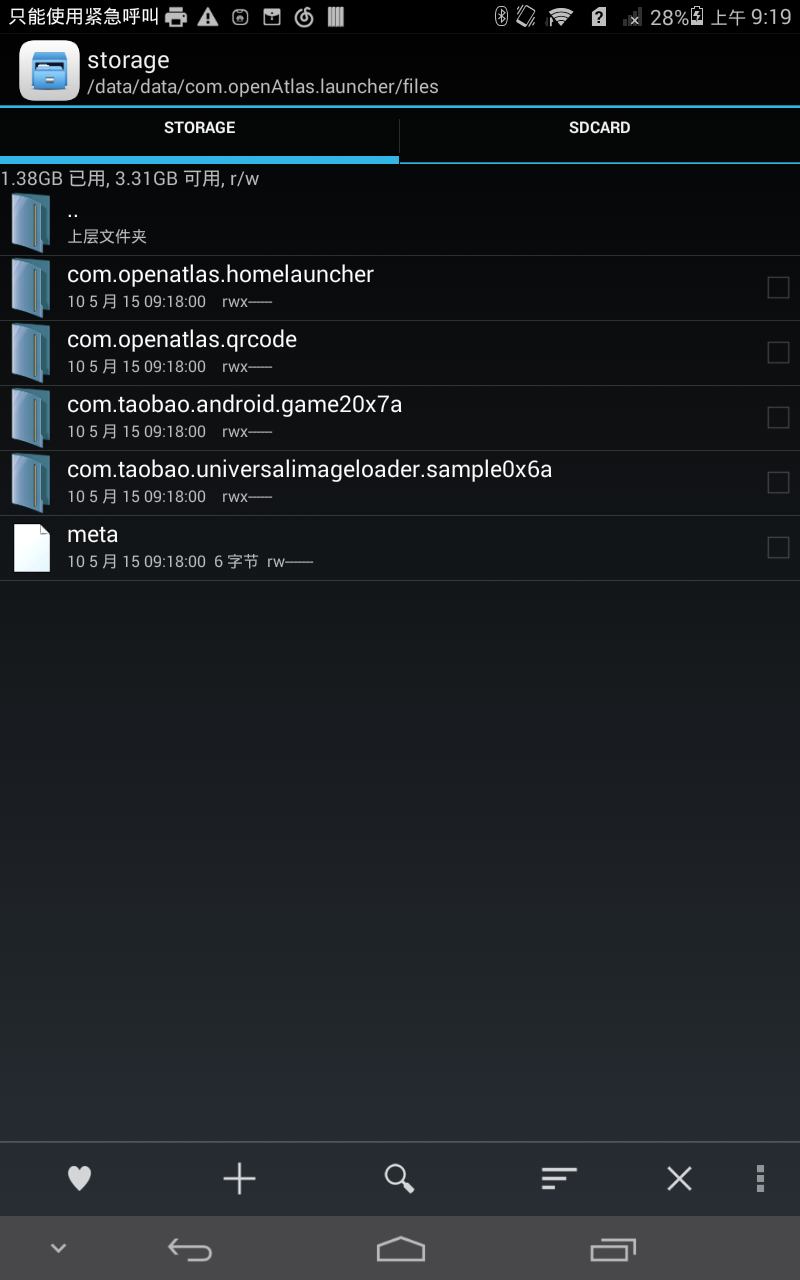 只能使用紧急呼叫 28% 上午 9:19
storage
/data/data/com.openAtlas.launcher/files
STORAGE SDCARD
1.38GB 已用, 3.31GB 可用, r/w
..
上层文件夹
com.openatlas.homelauncher
10 5 月 15 09:18:00 rwx------
com.openatlas.qrcode
10 5 月 15 09:18:00 rwx------
com.taobao.android.game20x7a
10 5 月 15 09:18:00 rwx------
com.taobao.universalimageloader.sample0x6a
10 5 月 15 09:18:00 rwx------
meta
10 5 月 15 09:18:00 6 字节 rw-------